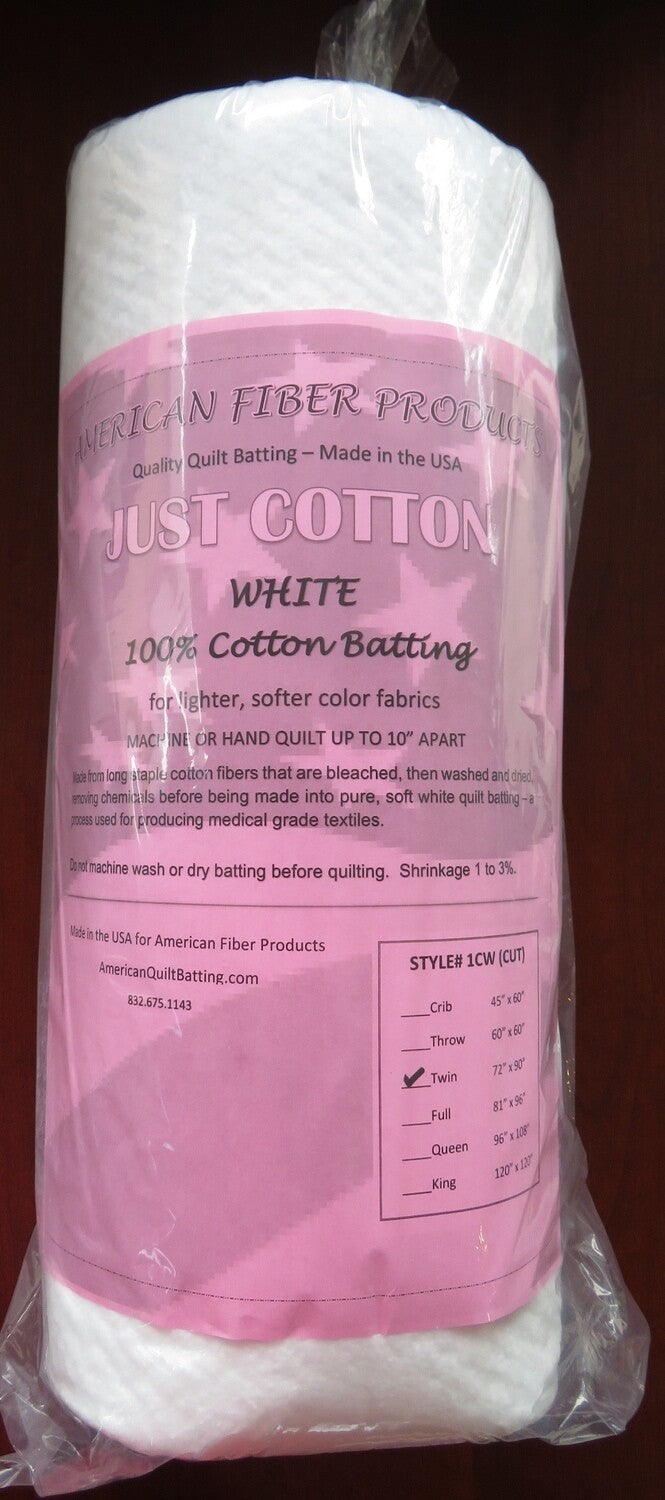 AMERICAN FIBER PRODUCTS
Quality Quilt Batting – Made in the USA
JUST COTTON
WHITE
100% Cotton Batting
for lighter, softer color fabrics
MACHINE OR HAND QUILT UP TO 10” APART
Made from long staple cotton fibers that are bleached, then washed and dried,
removing chemicals before being made into pure, soft white quilt batting – a
process used for producing medical grade textiles.
Do not machine wash or dry batting before quilting. Shrinkage 1 to 3%.
Made in the USA for American Fiber Products
AmericanQuiltBatting.com
832.675.1143
STYLE# 1CW (CUT)
____Crib 45” x 60”
____Throw 60” x 60”
✔Twin 72” x 90”
____Full 81” x 96”
____Queen 96” x 108”
____King 120” x 120”